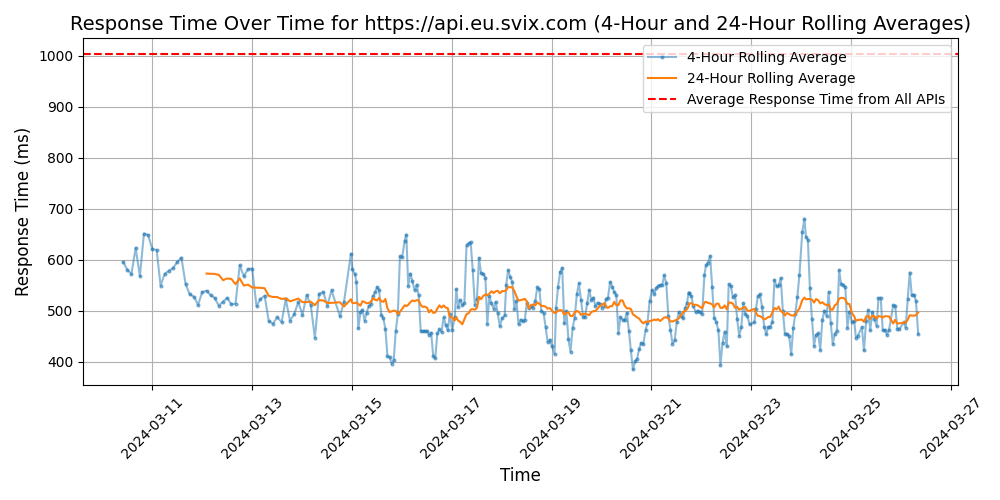 Response Time Over Time for https://api.eu.svix.com (4-Hour and 24-Hour Rolling Averages)
4-Hour Rolling Average
24-Hour Rolling Average
Average Response Time from All APIs
Response Time (ms)
1000
900
800
700
600
500
400
2024-03-11
2024-03-13
2024-03-15
2024-03-17
2024-03-19
2024-03-21
2024-03-23
2024-03-25
2024-03-27
Time